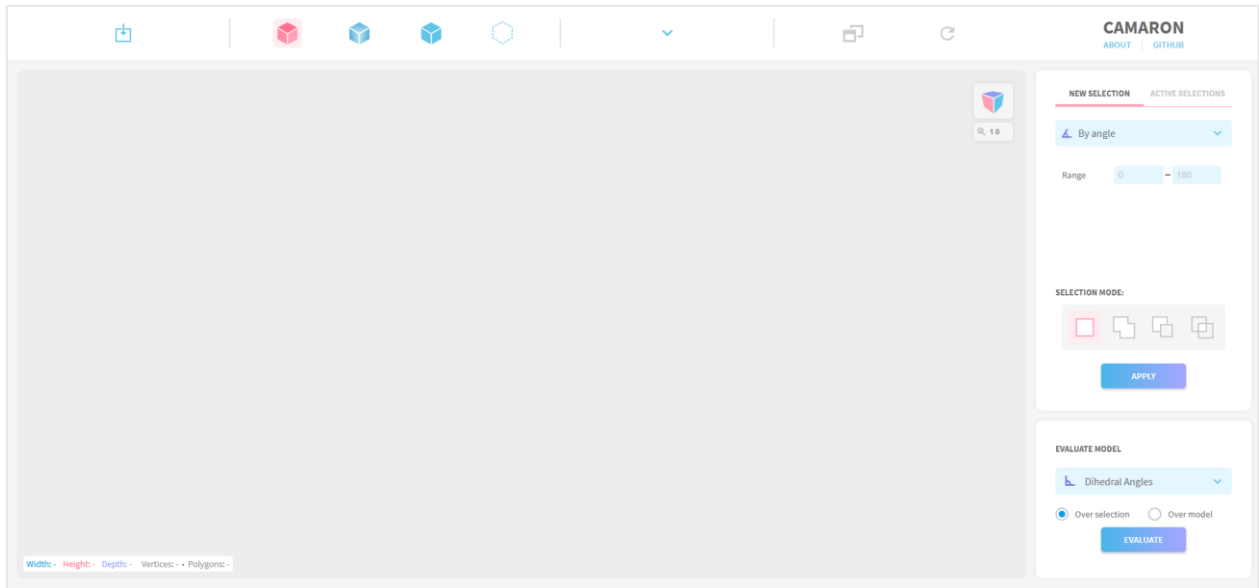 CAMARON
ABOUT | GITHUB
NEW SELECTION ACTIVE SELECTIONS
By angle
1.0
Range 0 – 180
SELECTION MODE:
APPLY
EVALUATE MODEL
Dihedral Angles
Over selection Over model
EVALUATE
Width: - Height: - Depth: - Vertices: - • Polygons: -